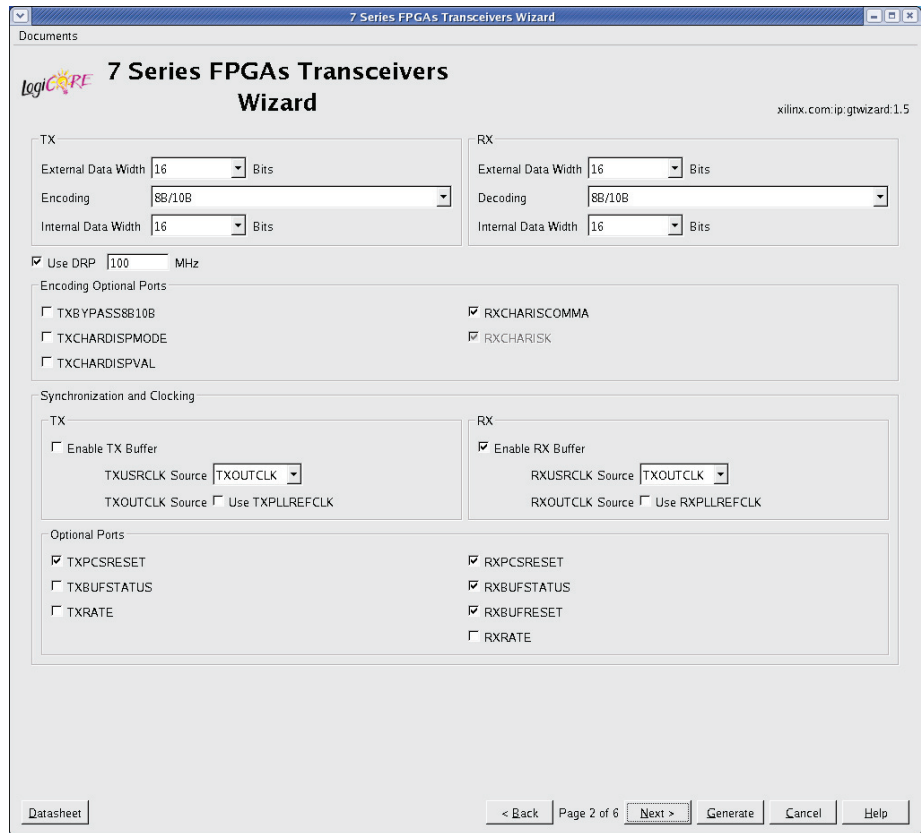 7 Series FPGAs Transceivers Wizard
Documents
logiCORE
7 Series FPGAs Transceivers
Wizard
xilinx.com:ip:gtwizard:1.5
TX
External Data Width 16 Bits
Encoding 8B/10B
Internal Data Width 16 Bits
RX
External Data Width 16 Bits
Decoding 8B/10B
Internal Data Width 16 Bits
Use DRP 100 MHz
Encoding Optional Ports
TXBYPASS8B10B
TXCHARDISPMODE
TXCHARDISPVAL
RXCHARISCOMMA
RXCHARISK
Synchronization and Clocking
TX
Enable TX Buffer
TXUSRCLK Source TXOUTCLK
TXOUTCLK Source Use TXPLLREFCLK
RX
Enable RX Buffer
RXUSRCLK Source TXOUTCLK
RXOUTCLK Source Use RXPLLREFCLK
Optional Ports
TXPCSRESET
TXBUFSTATUS
TXRATE
RXPCSRESET
RXBUFSTATUS
RXBUFRESET
RXRATE
Datasheet
< Back
Page 2 of 6
Next >
Generate
Cancel
Help